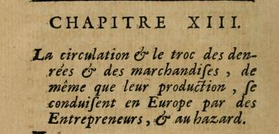 CHAPITRE XIII.
La circulation & le troc des den-
rées & des marchandiſes, de
même que leur production, ſe
conduiſent en Europe par des
Entrepreneurs, & au hazard.